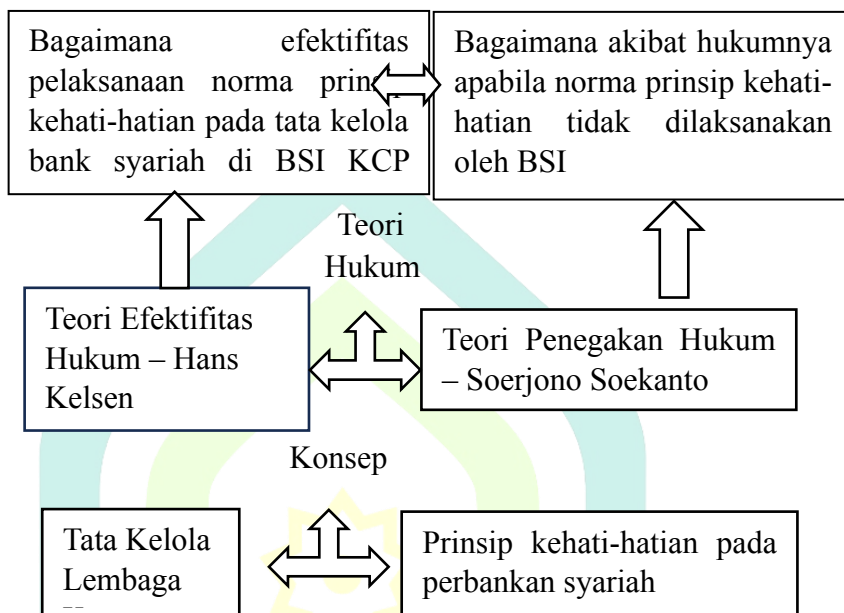 Bagaimana efektifitas
pelaksanaan norma
kehati-hatian pada tata kelola
bank syariah di BSI KCP
Bagaimana akibat hukumnya
apabila norma prinsip kehati-
hatian tidak dilaksanakan
oleh BSI
Teori
Hukum
Teori Efektifitas
Hukum – Hans
Kelsen
Teori Penegakan Hukum
– Soerjono Soekanto
Konsep
Tata Kelola
Lembaga
Prinsip kehati-hatian pada
perbankan syariah